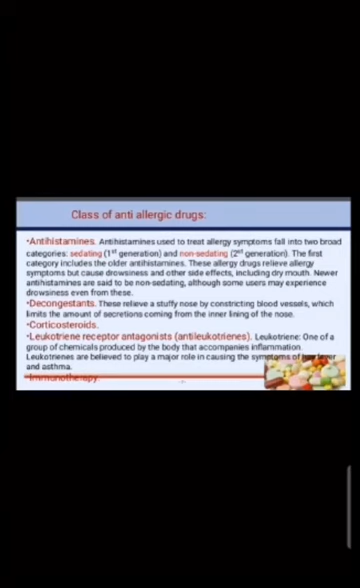 Class of anti allergic drugs:
•Antihistamines. Antihistamines used to treat allergy symptoms fall into two broad
categories: sedating (1st generation) and non-sedating (2st generation). The first
category includes the older antihistamines. These allergy drugs relieve allergy
symptoms but cause drowsiness and other side effects, including dry mouth. Newer
antihistamines are said to be non-sedating, although some users may experience
drowsiness even from these.
•Decongestants. These relieve a stuffy nose by constricting blood vessels, which
limits the amount of secretions coming from the inner lining of the nose.
•Corticosteroids.
•Leukotriene receptor antagonists (antileukotrienes). Leukotriene: One of a
group of chemicals produced by the body that accompanies inflammation.
Leukotrienes are believed to play a major role in causing the symptoms of hay fever
and asthma.
•Immunotherapy.